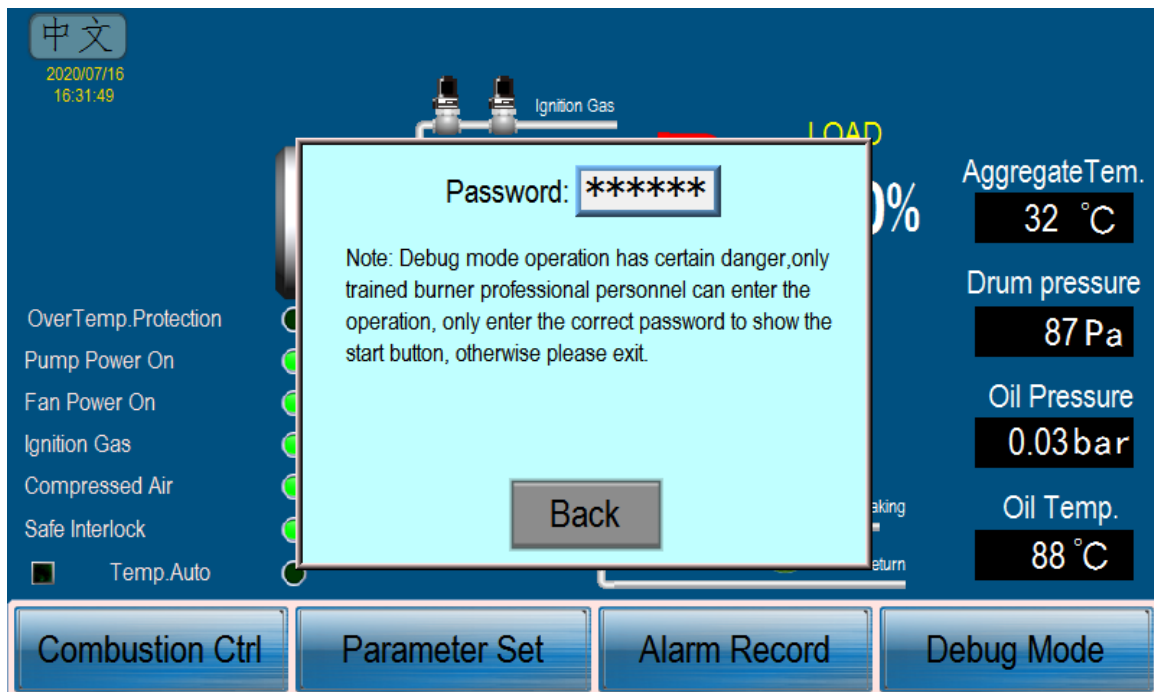 中文
2020/07/16
16:31:49
Ignition Gas
LOAD
%
AggregateTem.
32 °C
Drum pressure
87Pa
Oil Pressure
0.03bar
Oil Temp.
88°C
Password: ******
Note: Debug mode operation has certain danger,only
trained burner professional personnel can enter the
operation, only enter the correct password to show the
start button, otherwise please exit.
Back
OverTemp.Protection
Pump Power On
Fan Power On
Ignition Gas
Compressed Air
Safe Interlock
Temp.Auto
Combustion Ctrl
Parameter Set
Alarm Record
Debug Mode